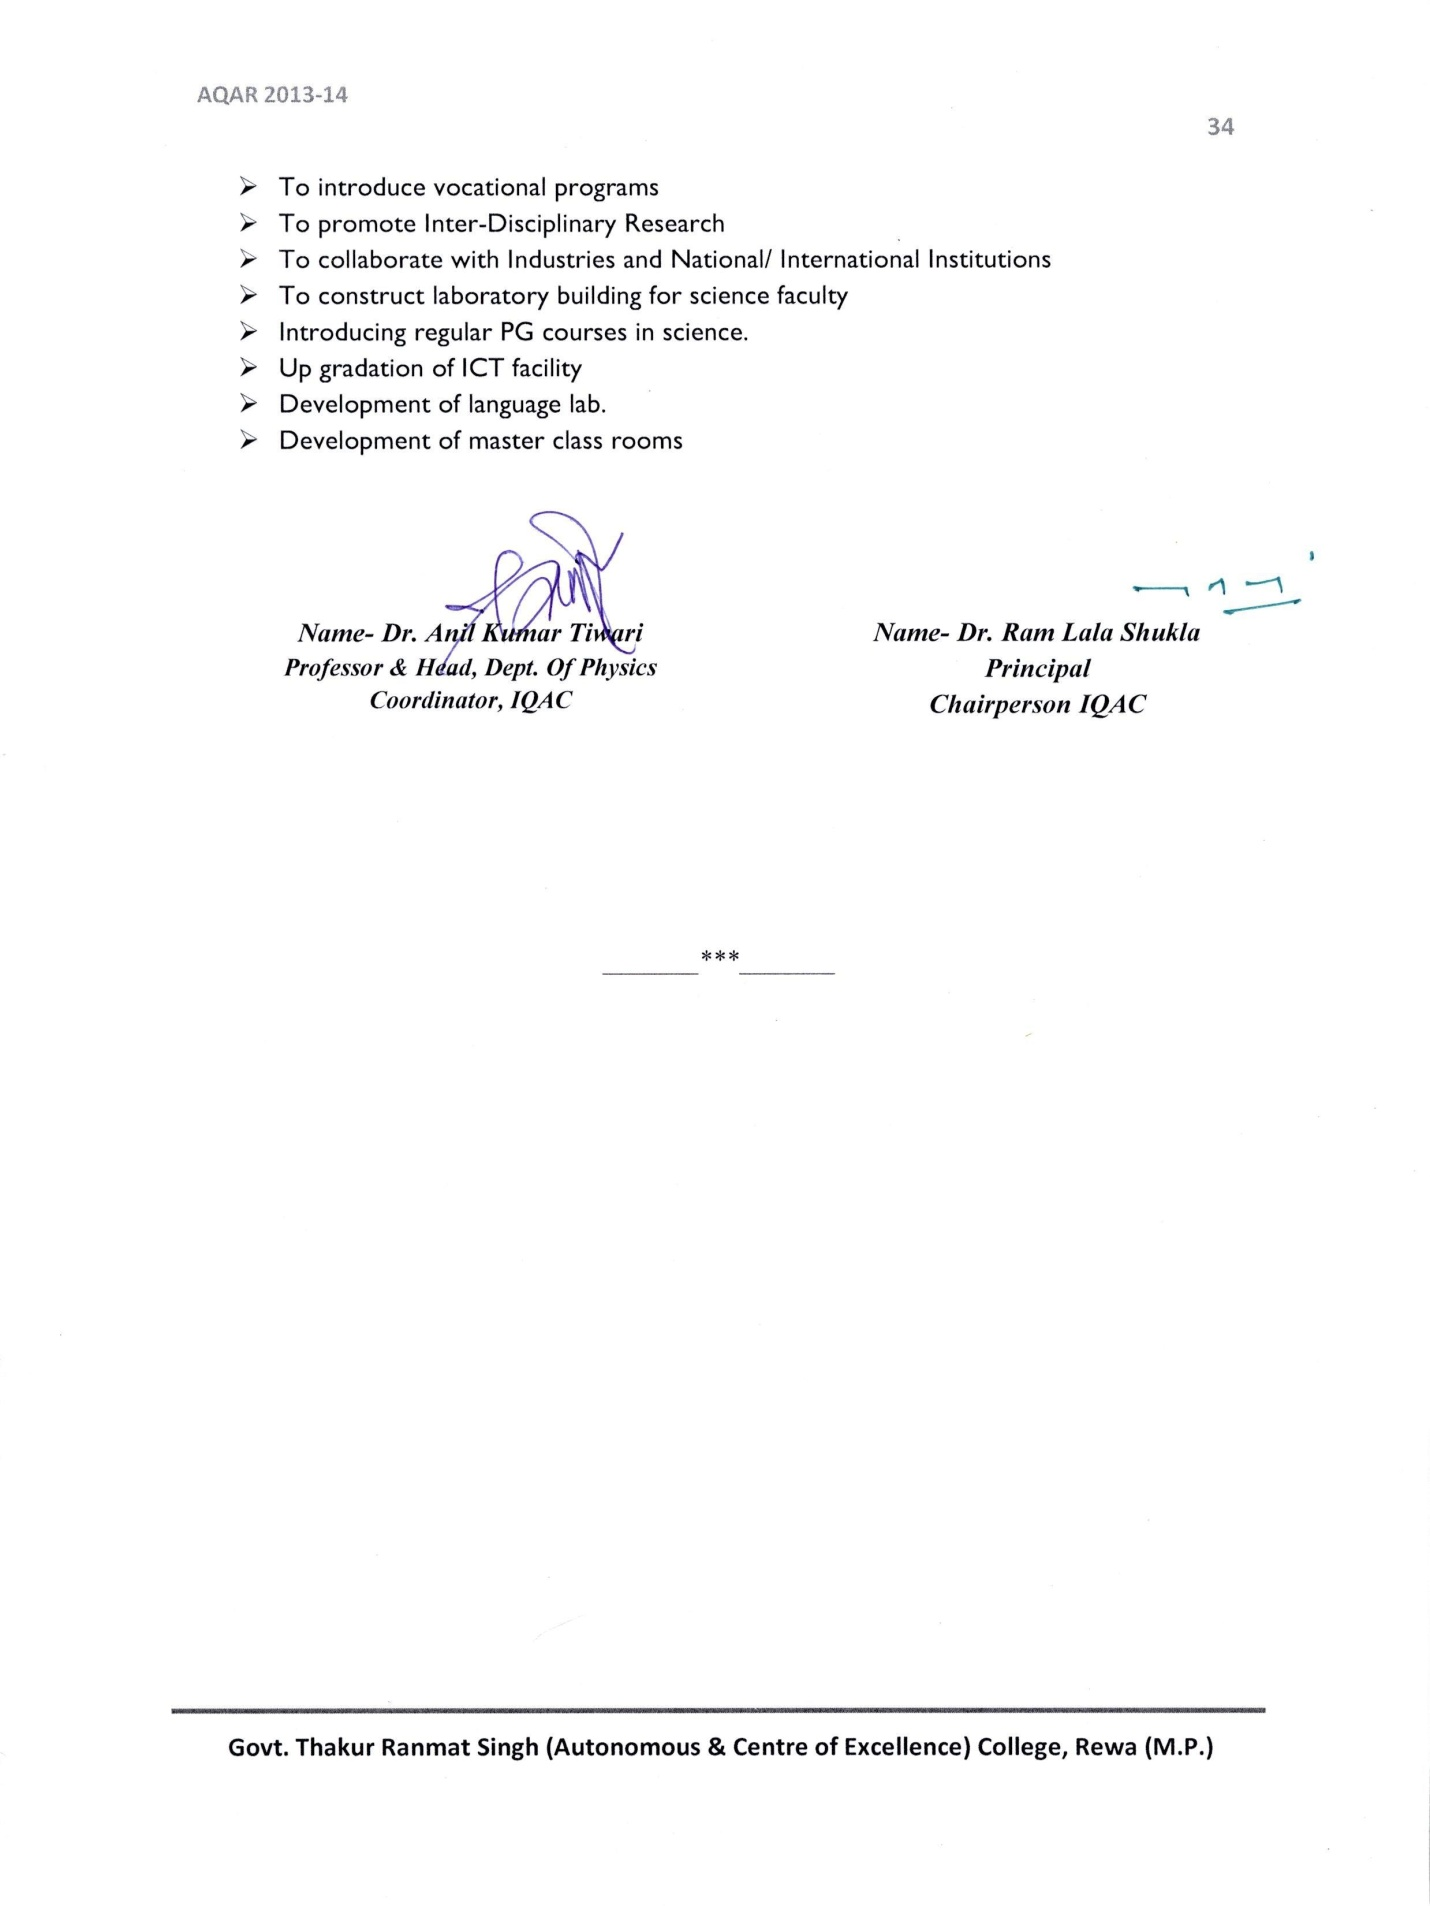 AQAR 2013-14
34
➢ To introduce vocational programs
➢ To promote Inter-Disciplinary Research
➢ To collaborate with Industries and National/ International Institutions
➢ To construct laboratory building for science faculty
➢ Introducing regular PG courses in science.
➢ Up gradation of ICT facility
➢ Development of language lab.
➢ Development of master class rooms
Name- Dr. Anil Kumar Tiwari
Professor & Head, Dept. Of Physics
Coordinator, IQAC
Name- Dr. Ram Lala Shukla
Principal
Chairperson IQAC
________***________
Govt. Thakur Ranmat Singh (Autonomous & Centre of Excellence) College, Rewa (M.P.)